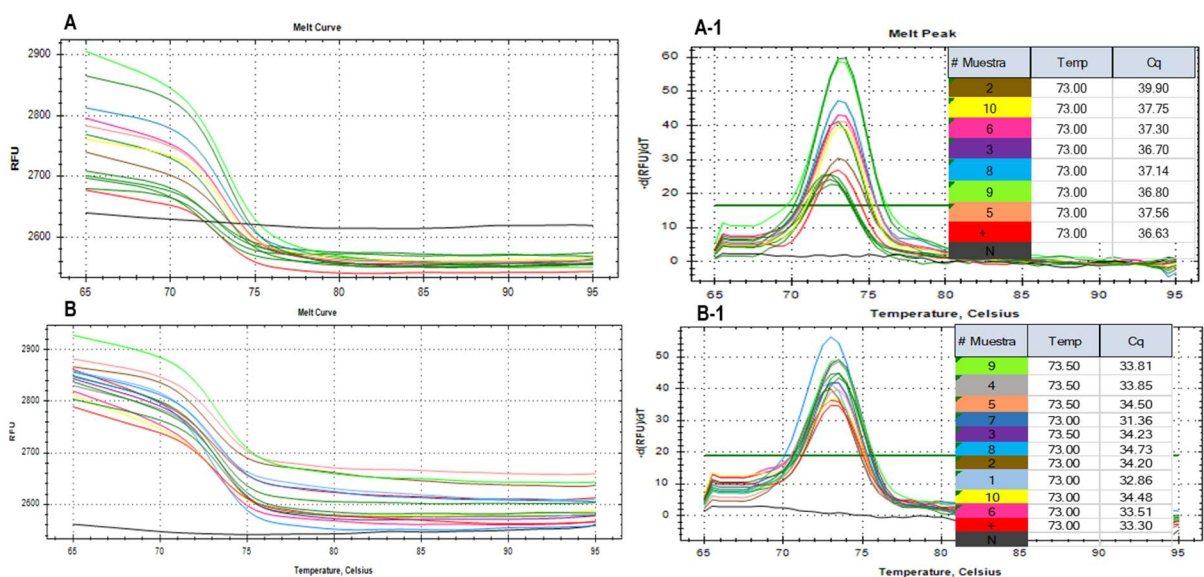 A
Melt Curve
RFU
2900
2800
2700
2600
65 70 75 80 85 90 95
A-1
Melt Peak
-d(RFU)/dT
60
50
40
30
20
10
0
65 70 75 80 85 90 95
Temperature, Celsius
# Muestra Temp Cq
2 73.00 39.90
10 73.00 37.75
6 73.00 37.30
3 73.00 36.70
8 73.00 37.14
9 73.00 36.80
5 73.00 37.56
+ 73.00 36.63
N
B
Melt Curve
RFU
2900
2800
2700
2600
65 70 75 80 85 90 95
Temperature, Celsius
B-1
-d(RFU)/dT
50
40
30
20
10
0
65 70 75 80 85 90 95
Temperature, Celsius
# Muestra Temp Cq
9 73.50 33.81
4 73.50 33.85
5 73.50 34.50
7 73.00 31.36
3 73.50 34.23
8 73.00 34.73
2 73.00 34.20
1 73.00 32.86
10 73.00 34.48
6 73.00 33.51
+ 73.00 33.30
N